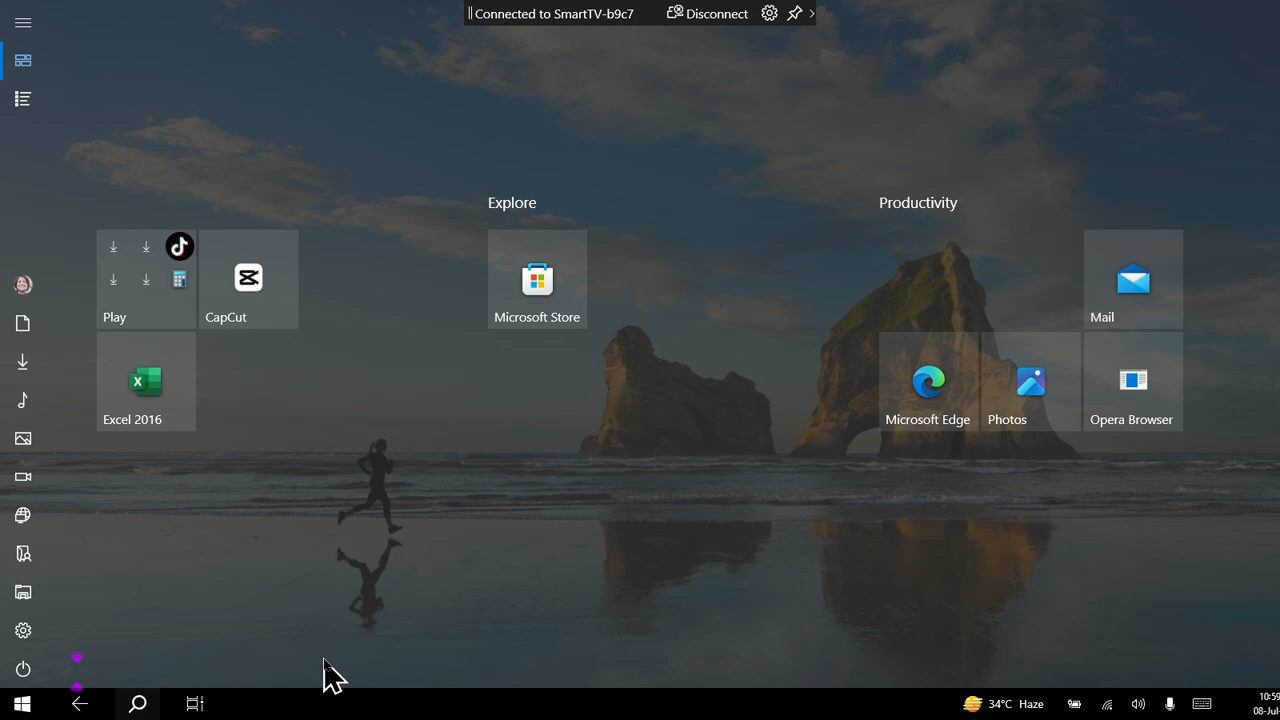 Connected to SmartTV-b9c7 Disconnect
Explore
Productivity
Play
CapCut
Microsoft Store
Mail
Excel 2016
Microsoft Edge
Photos
Opera Browser
34°C Haze
10:59
08-Jul-